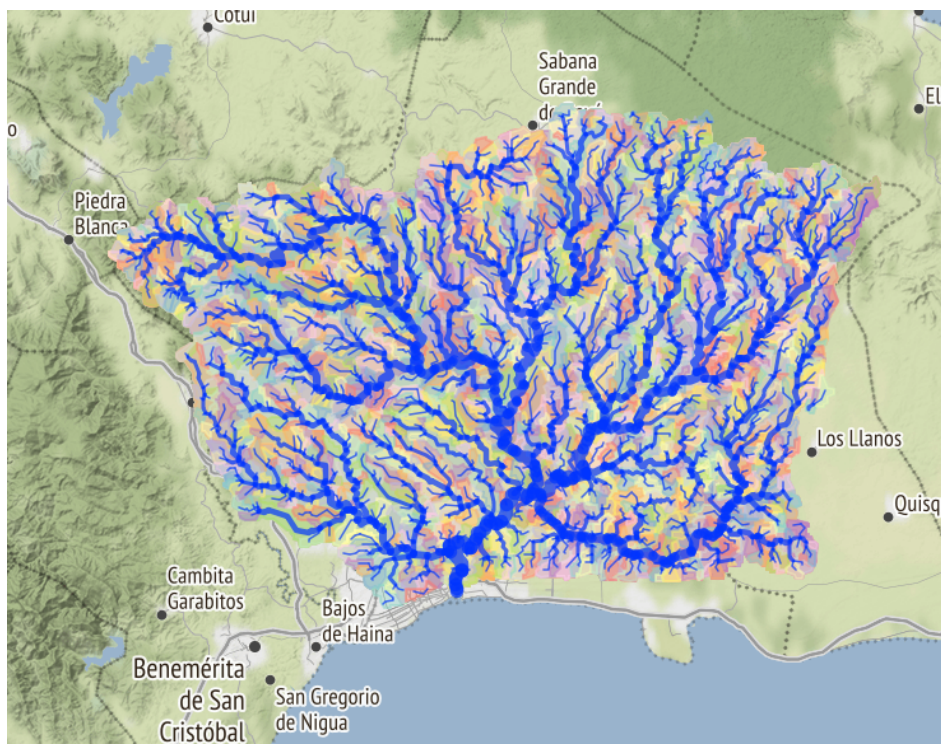 Cotuí
Sabana
Grande
de
El
o
Piedra
Blanca
Los Llanos
Quisq
Cambita
Garabitos
Bajos
de Haina
Benemérita
de San
Cristóbal
San Gregorio
de Nigua